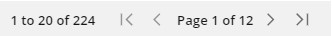 1 to 20 of 224 Page 1 of 12